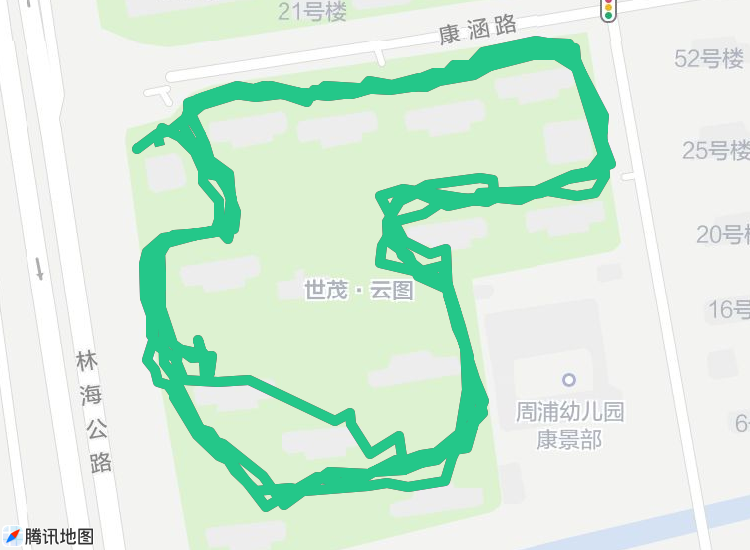 21号楼
康涵路
52号楼
25号楼
20号楼
世茂·云图
16号
林海公路
周浦幼儿园
康景部
6号
腾讯地图